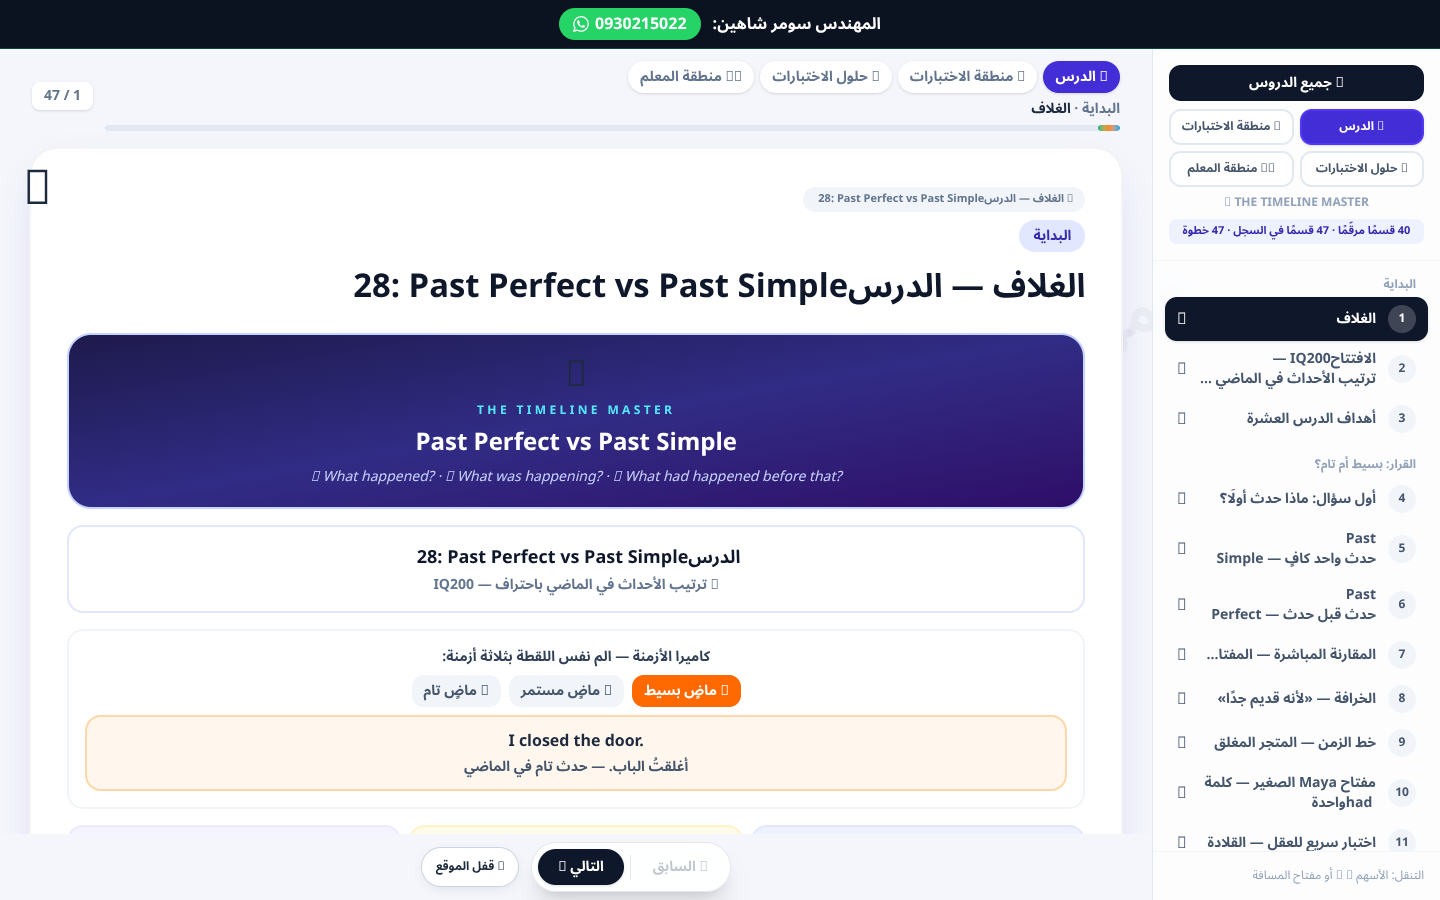 المهندس سومر شاهين: 0930215022
جميع الدروس
الدرس
منطقة الاختبارات
حلول الاختبارات
منطقة المعلم
THE TIMELINE MASTER
40 قسمًا مرقّمًا · 47 قسمًا في السجل · 47 خطوة
البداية
1 الغلاف
2 الافتتاحIQ200 —
ترتيب الأحداث في الماضي ...
3 أهداف الدرس العشرة
القرار: بسيط أم تام؟
4 أول سؤال: ماذا حدث أولًا؟
5 Past
حدث واحد كافٍ — Simple
6 Past
حدث قبل حدث — Perfect
7 المقارنة المباشرة — المفتا...
8 الخرافة — «لأنه قديم جدًا»
9 خط الزمن — المتجر المغلق
10 مفتاح Maya الصغير — كلمة
hadواحدة
11 اختبار سريع للعقل — القلادة
التنقل: الأسهم أو مفتاح المسافة
الدرس
منطقة الاختبارات
حلول الاختبارات
منطقة المعلم
البداية · الغلاف
47 / 1
الغلاف — الدرس28: Past Perfect vs Past Simple
البداية
الغلاف — الدرس28: Past Perfect vs Past Simple
THE TIMELINE MASTER
Past Perfect vs Past Simple
What happened? · What was happening? · What had happened before that?
الدرس28: Past Perfect vs Past Simple
ترتيب الأحداث في الماضي باحتراف — IQ200
كاميرا الأزمنة — الم نفس اللقطة بثلاثة أزمنة:
ماضٍ بسيط
ماضٍ مستمر
ماضٍ تام
I closed the door.
أغلقتُ الباب. — حدث تام في الماضي
السابق
التالي
قفل الموقع